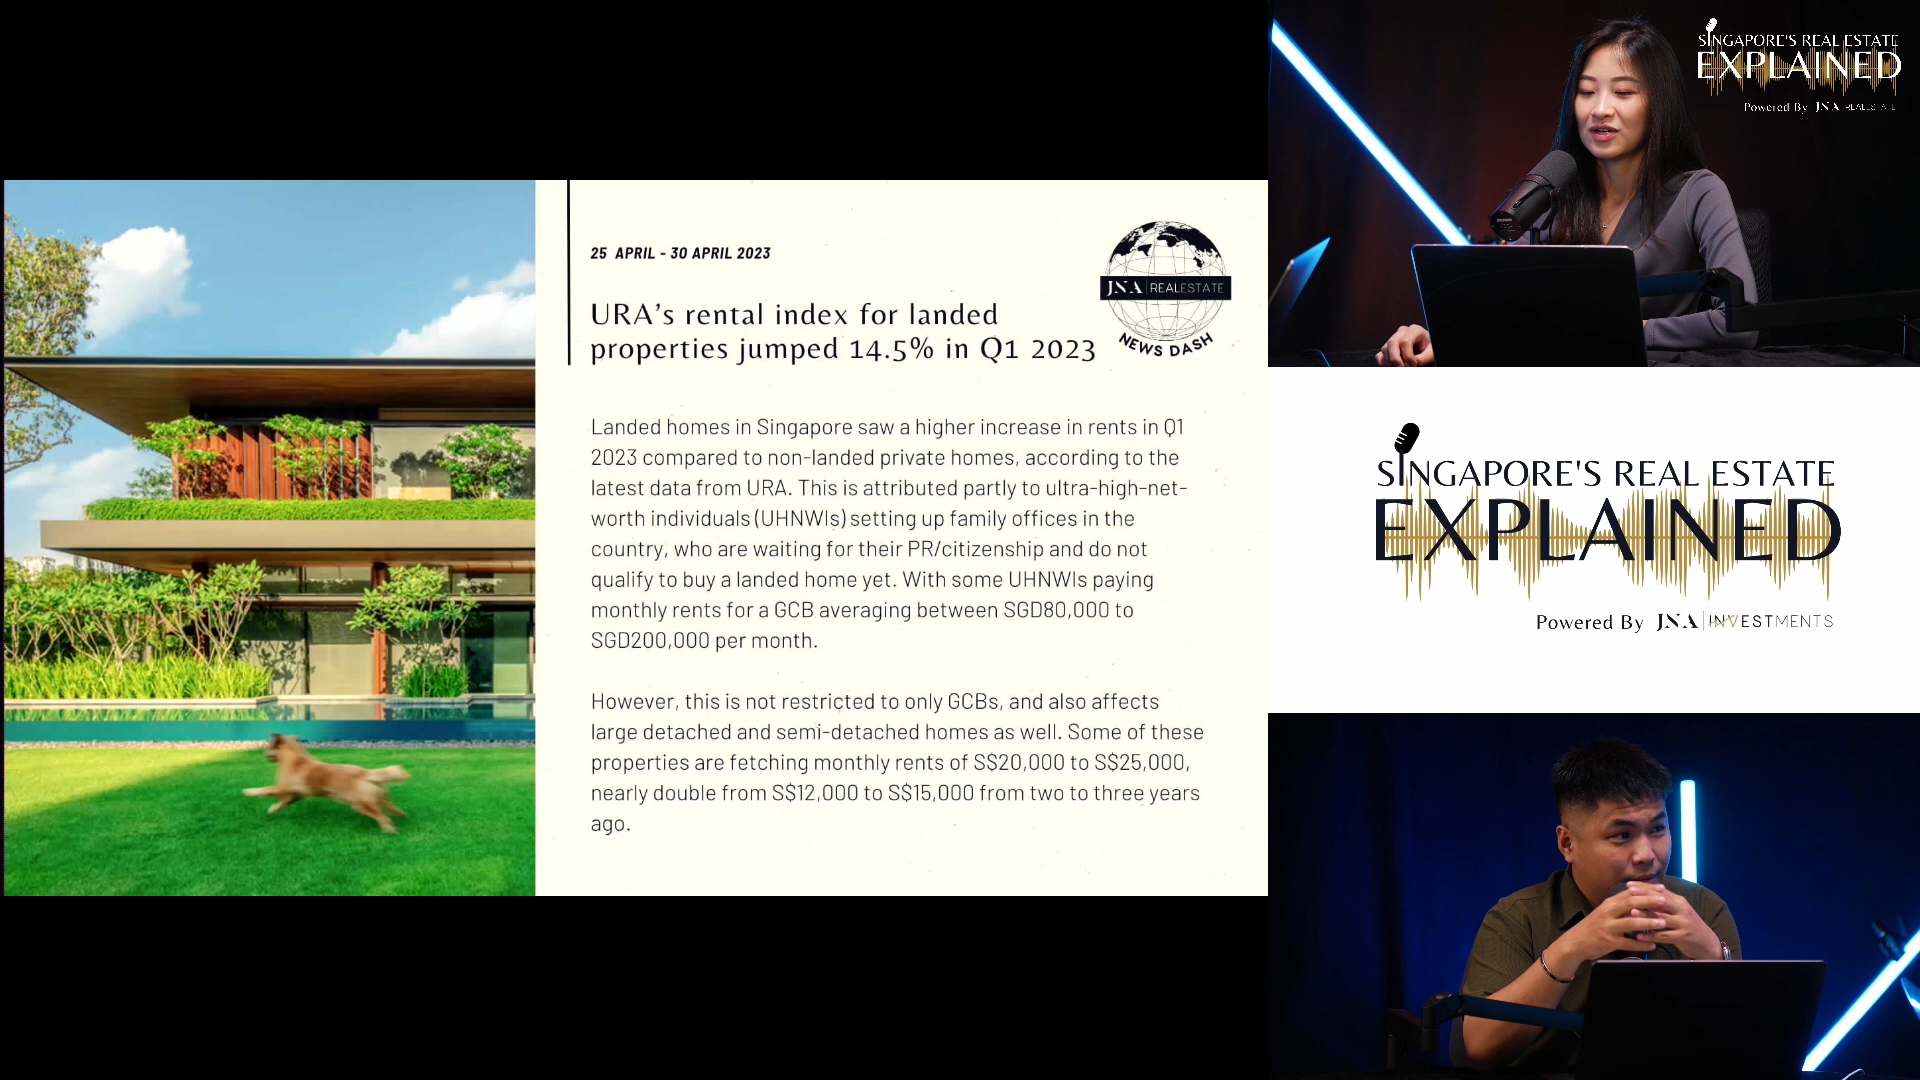 25 APRIL - 30 APRIL 2023
URA's rental index for landed
properties jumped 14.5% in Q1 2023
JNA | REALESTATE
NEWS DASH
Landed homes in Singapore saw a higher increase in rents in Q1
2023 compared to non-landed private homes, according to the
latest data from URA. This is attributed partly to ultra-high-net-
worth individuals (UHNWIs) setting up family offices in the
country, who are waiting for their PR/citizenship and do not
qualify to buy a landed home yet. With some UHNWIs paying
monthly rents for a GCB averaging between SGD80,000 to
SGD200,000 per month.
However, this is not restricted to only GCBs, and also affects
large detached and semi-detached homes as well. Some of these
properties are fetching monthly rents of S$20,000 to S$25,000,
nearly double from S$12,000 to S$15,000 from two to three years
ago.
SINGAPORE'S REAL ESTATE
EXPLAINED
Powered By JNA REALESTATE
SINGAPORE'S REAL ESTATE
EXPLAINED
Powered By JNA | INVESTMENTS